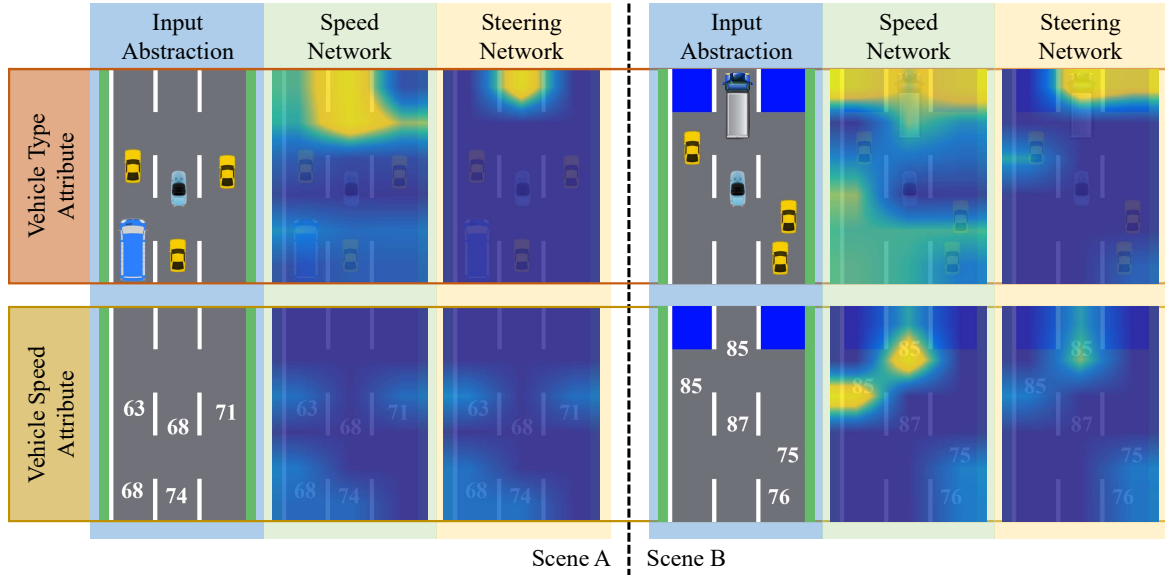 Input
Abstraction
Speed
Network
Steering
Network
Input
Abstraction
Speed
Network
Steering
Network
Vehicle Type
Attribute
Vehicle Speed
Attribute
63
71
68
68
74
63
71
68
68
74
63
71
68
68
74
85
85
87
75
76
85
85
87
75
76
85
85
87
75
76
Scene A
Scene B